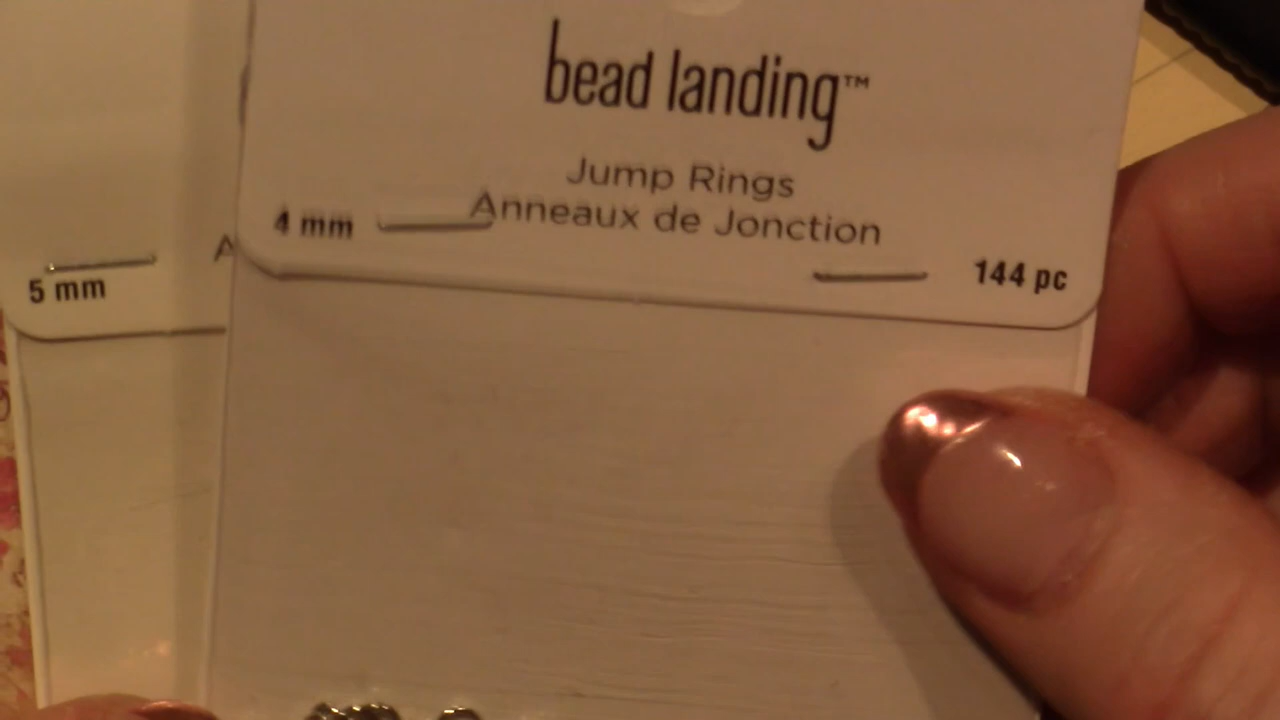 bead landing™
Jump Rings
Anneaux de Jonction
4 mm
144 pc
A
5 mm